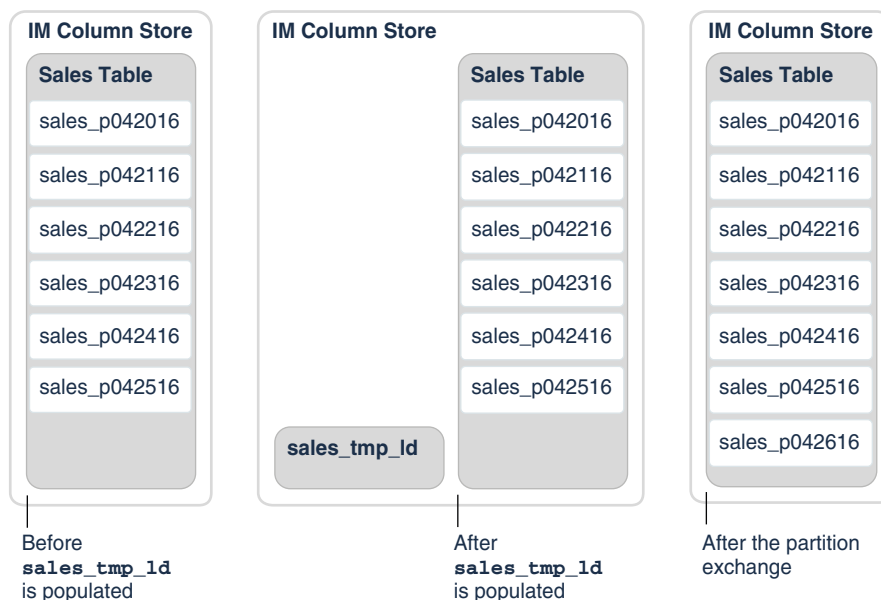 IM Column Store
Sales Table
sales_p042016
sales_p042116
sales_p042216
sales_p042316
sales_p042416
sales_p042516
Before
sales_tmp_ld
is populated
IM Column Store
Sales Table
sales_p042016
sales_p042116
sales_p042216
sales_p042316
sales_p042416
sales_p042516
sales_tmp_ld
After
sales_tmp_ld
is populated
IM Column Store
Sales Table
sales_p042016
sales_p042116
sales_p042216
sales_p042316
sales_p042416
sales_p042516
sales_p042616
After the partition
exchange